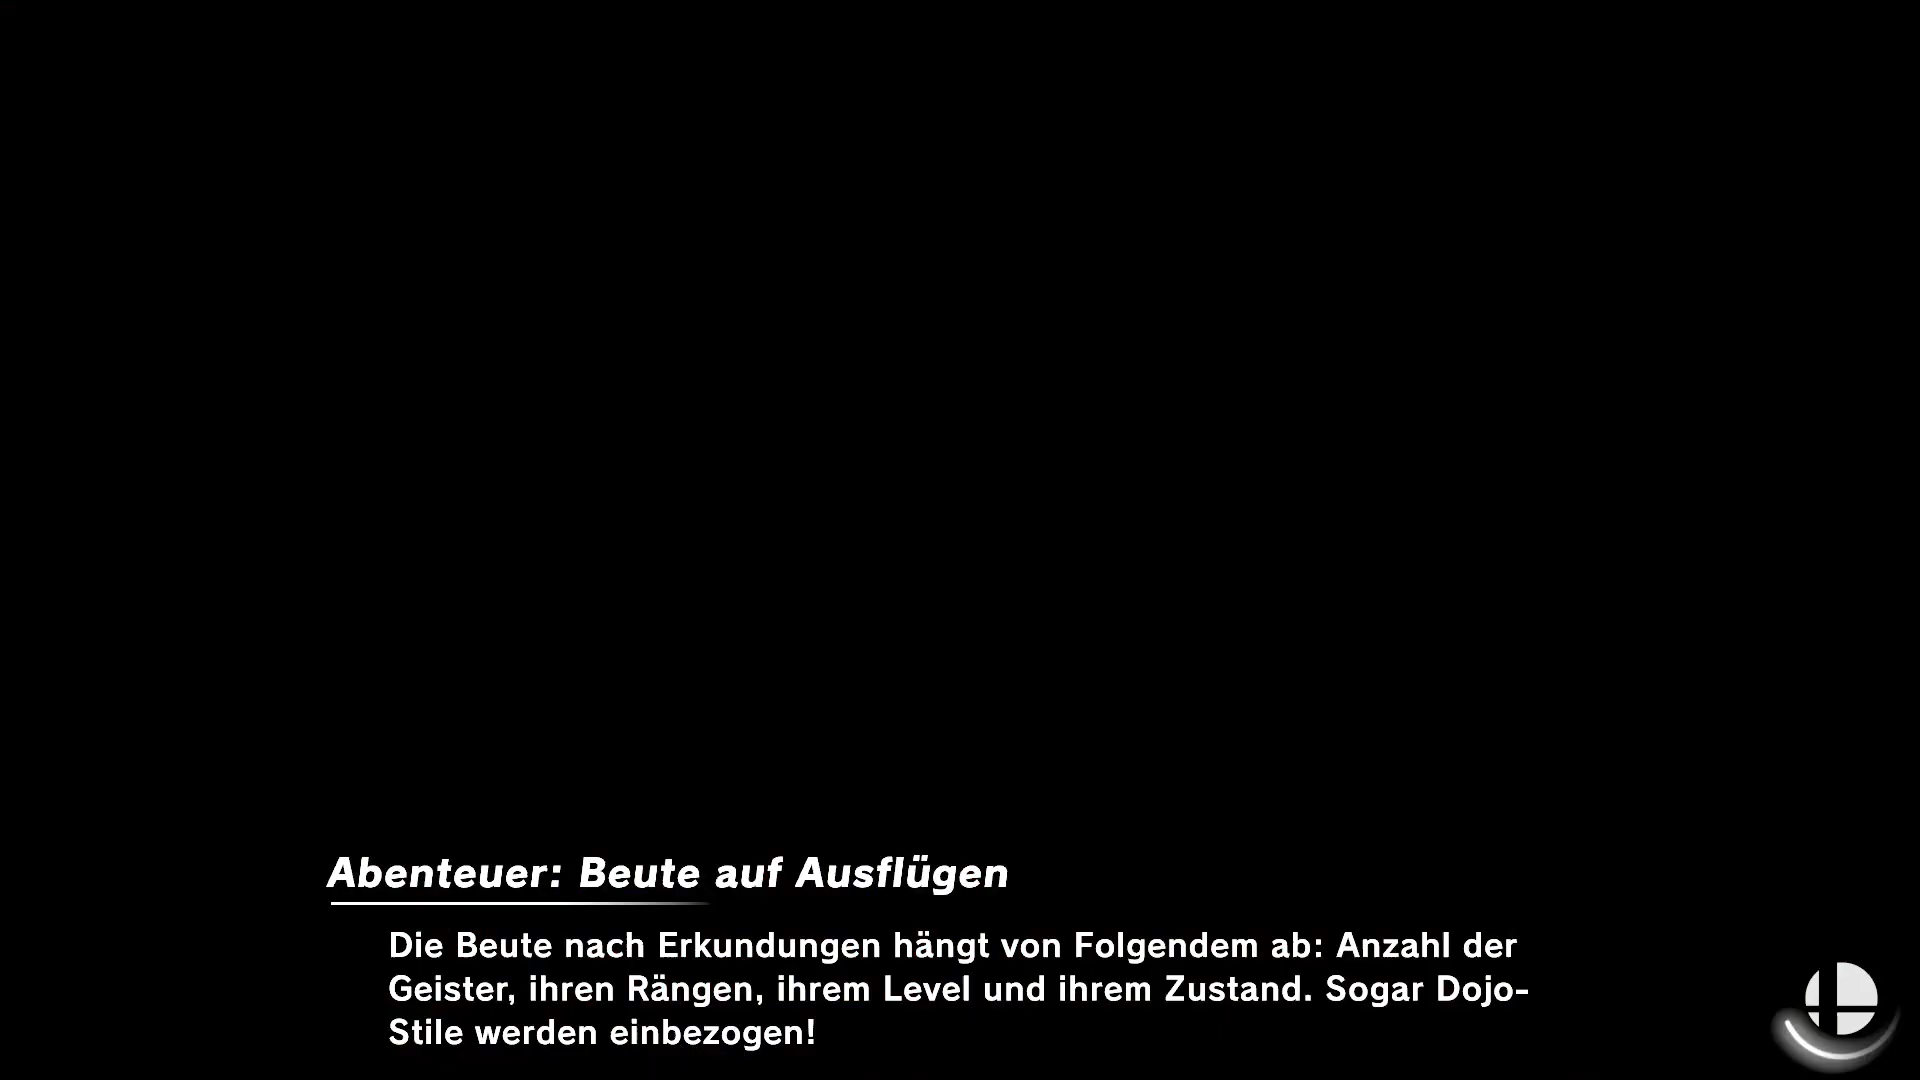 Abenteuer: Beute auf Ausflügen
Die Beute nach Erkundungen hängt von Folgendem ab: Anzahl der
Geister, ihren Rängen, ihrem Level und ihrem Zustand. Sogar Dojo-
Stile werden einbezogen!